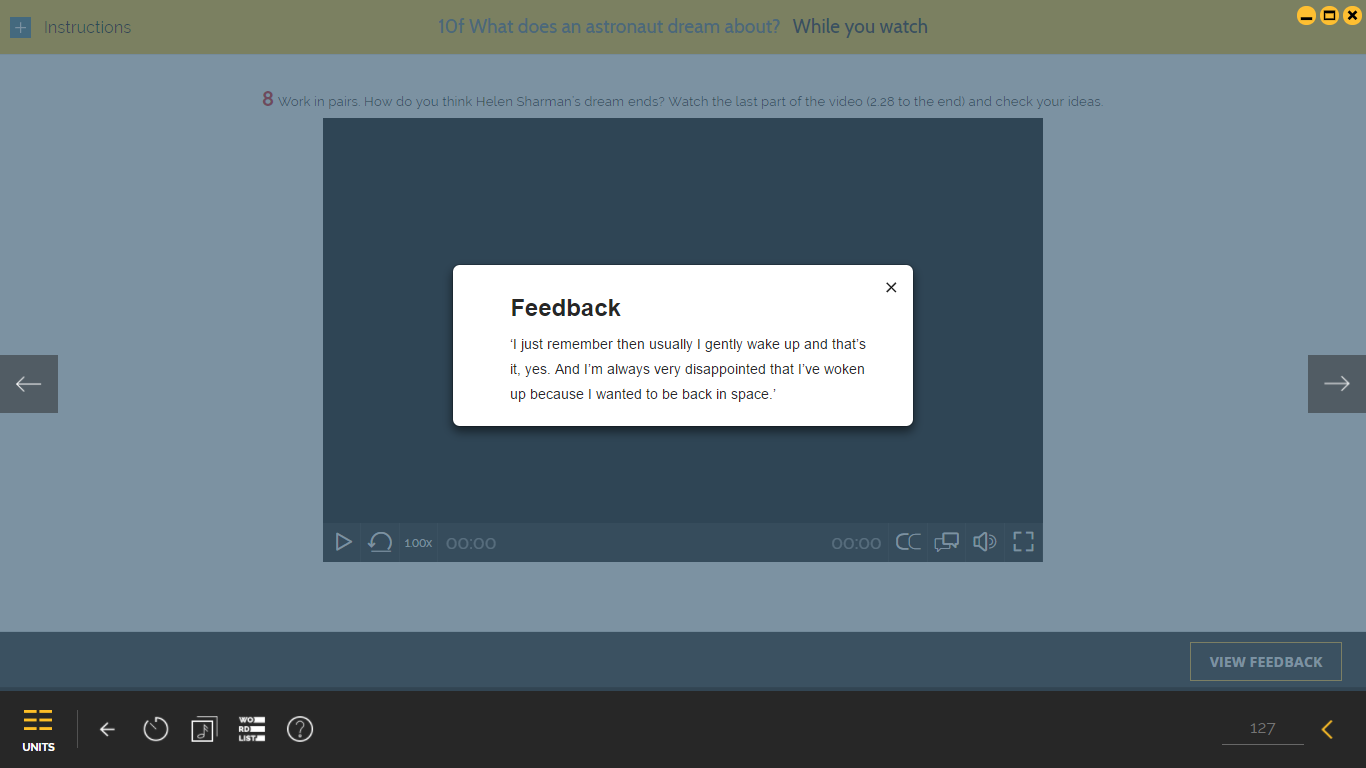 Instructions
10f What does an astronaut dream about? While you watch
8 Work in pairs. How do you think Helen Sharman's dream ends? Watch the last part of the video (2.28 to the end) and check your ideas.
Feedback
‘I just remember then usually I gently wake up and that’s
it, yes. And I’m always very disappointed that I’ve woken
up because I wanted to be back in space.’
1.00x 00:00 00:00 CC
VIEW FEEDBACK
UNITS
WO
RD
LIST
127